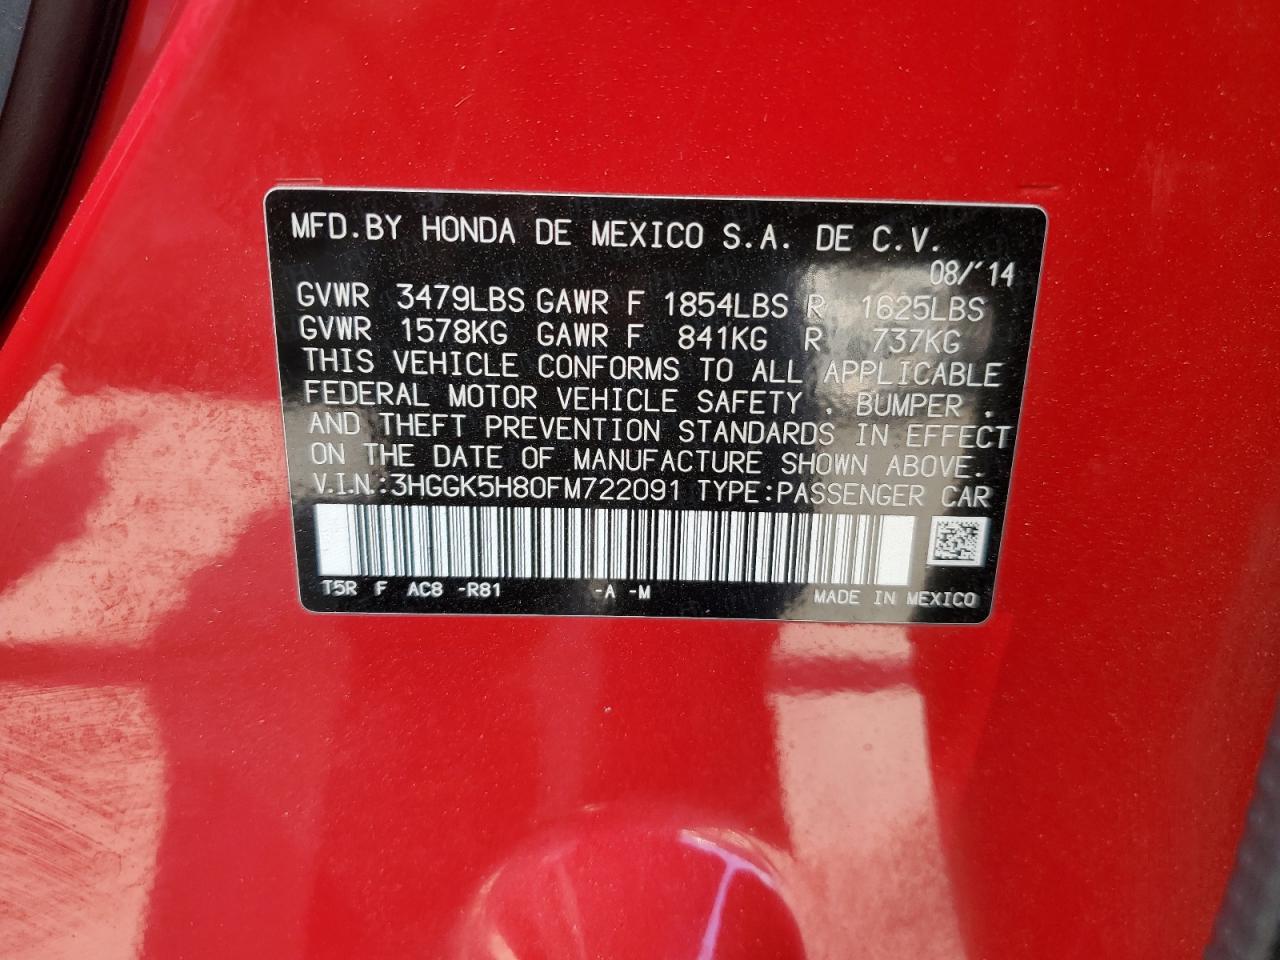 MFD.BY HONDA DE MEXICO S.A. DE C.V.
08/'14
GVWR 3479LBS GAWR F 1854LBS R 1625LBS
GVWR 1578KG GAWR F 841KG R 737KG
THIS VEHICLE CONFORMS TO ALL APPLICABLE
FEDERAL MOTOR VEHICLE SAFETY , BUMPER ,
AND THEFT PREVENTION STANDARDS IN EFFECT
ON THE DATE OF MANUFACTURE SHOWN ABOVE.
V.I.N.:3HGGK5H80FM722091 TYPE:PASSENGER CAR
T5R F AC8 -R81 -A -M MADE IN MEXICO